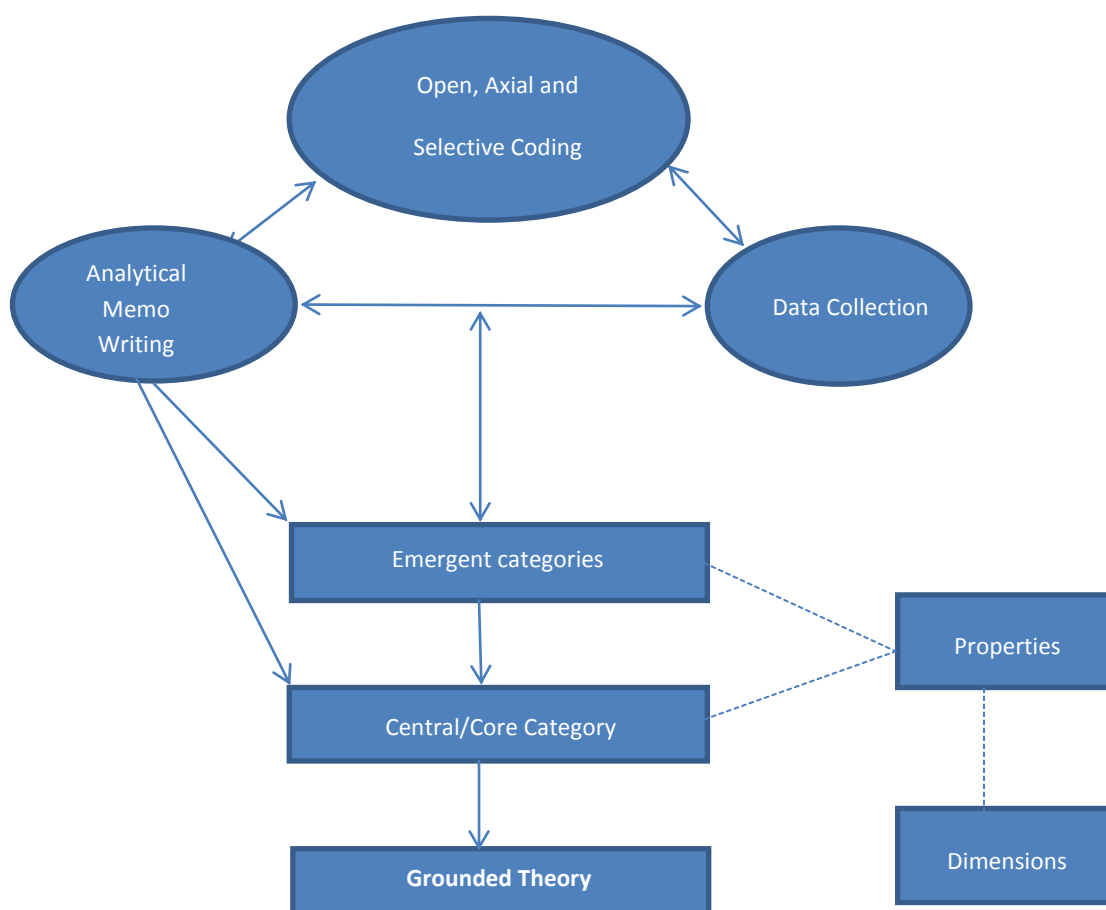 Open, Axial and
Selective Coding
Analytical
Memo
Writing
Data Collection
Emergent categories
Properties
Central/Core Category
Dimensions
Grounded Theory